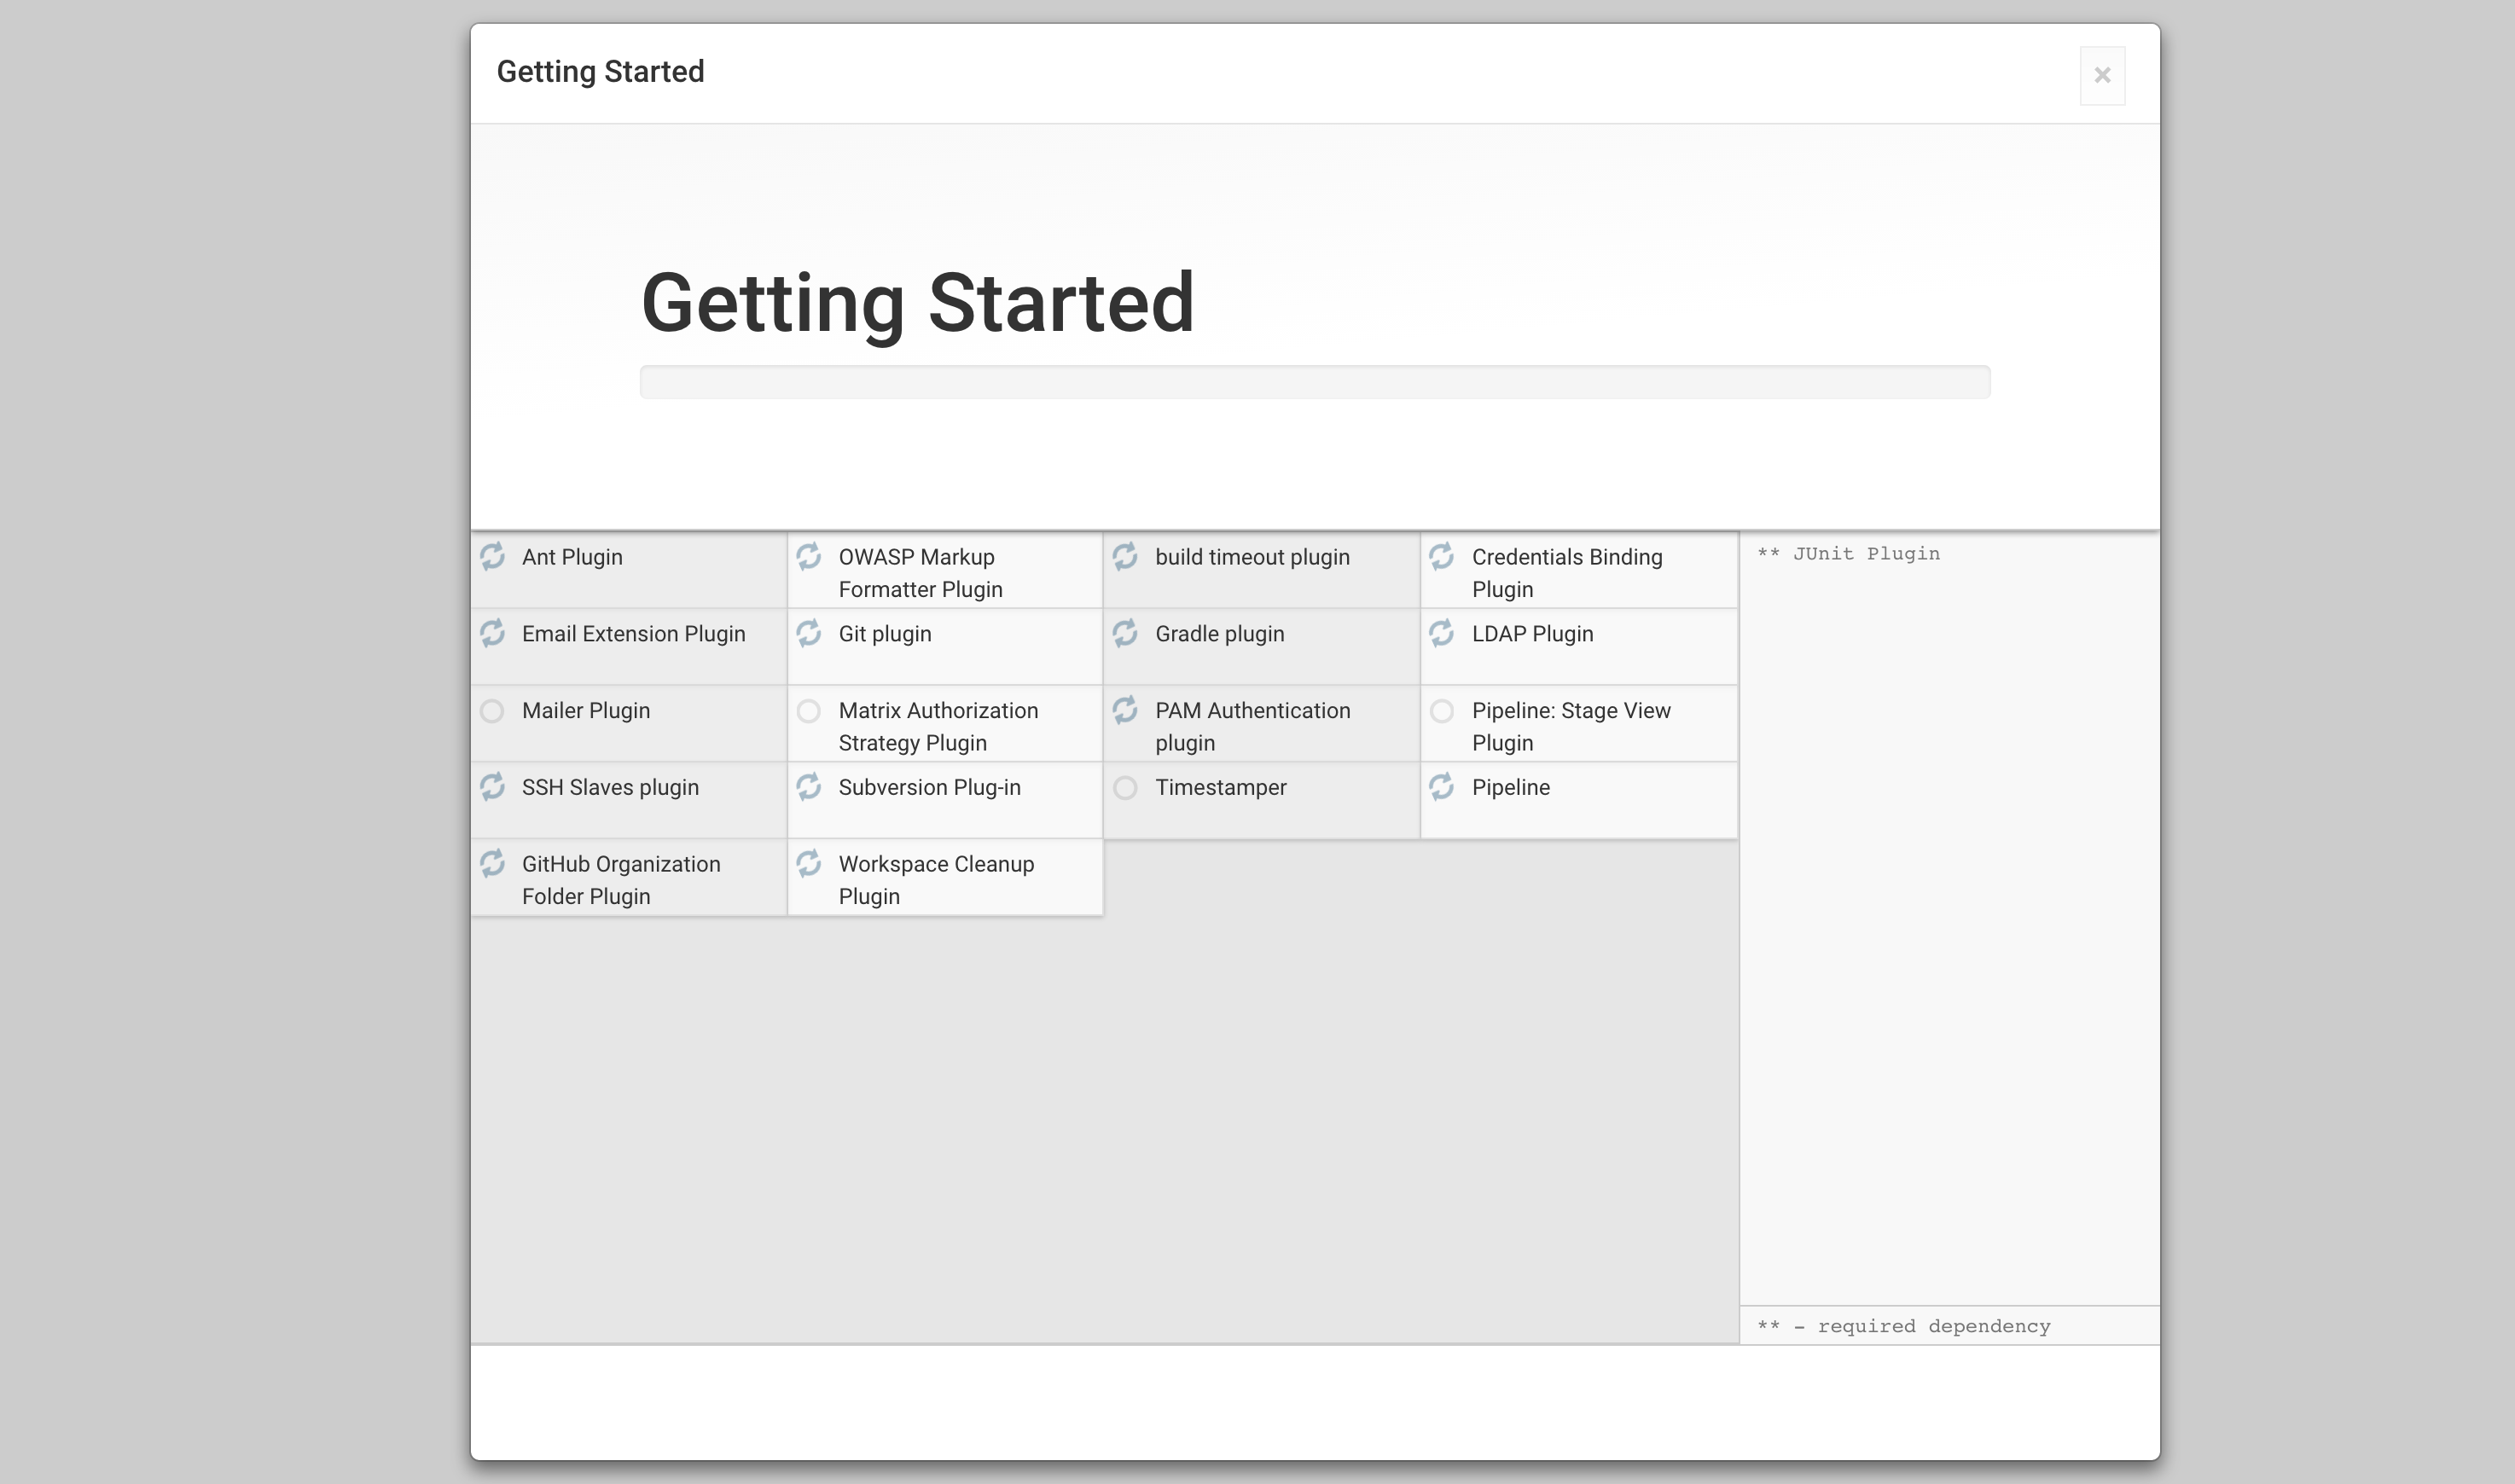 Getting Started
Getting Started
Ant Plugin
OWASP Markup
Formatter Plugin
build timeout plugin
Credentials Binding
Plugin
Email Extension Plugin
Git plugin
Gradle plugin
LDAP Plugin
Mailer Plugin
Matrix Authorization
Strategy Plugin
PAM Authentication
plugin
Pipeline: Stage View
Plugin
SSH Slaves plugin
Subversion Plug-in
Timestamper
Pipeline
GitHub Organization
Folder Plugin
Workspace Cleanup
Plugin
** JUnit Plugin
** - required dependency